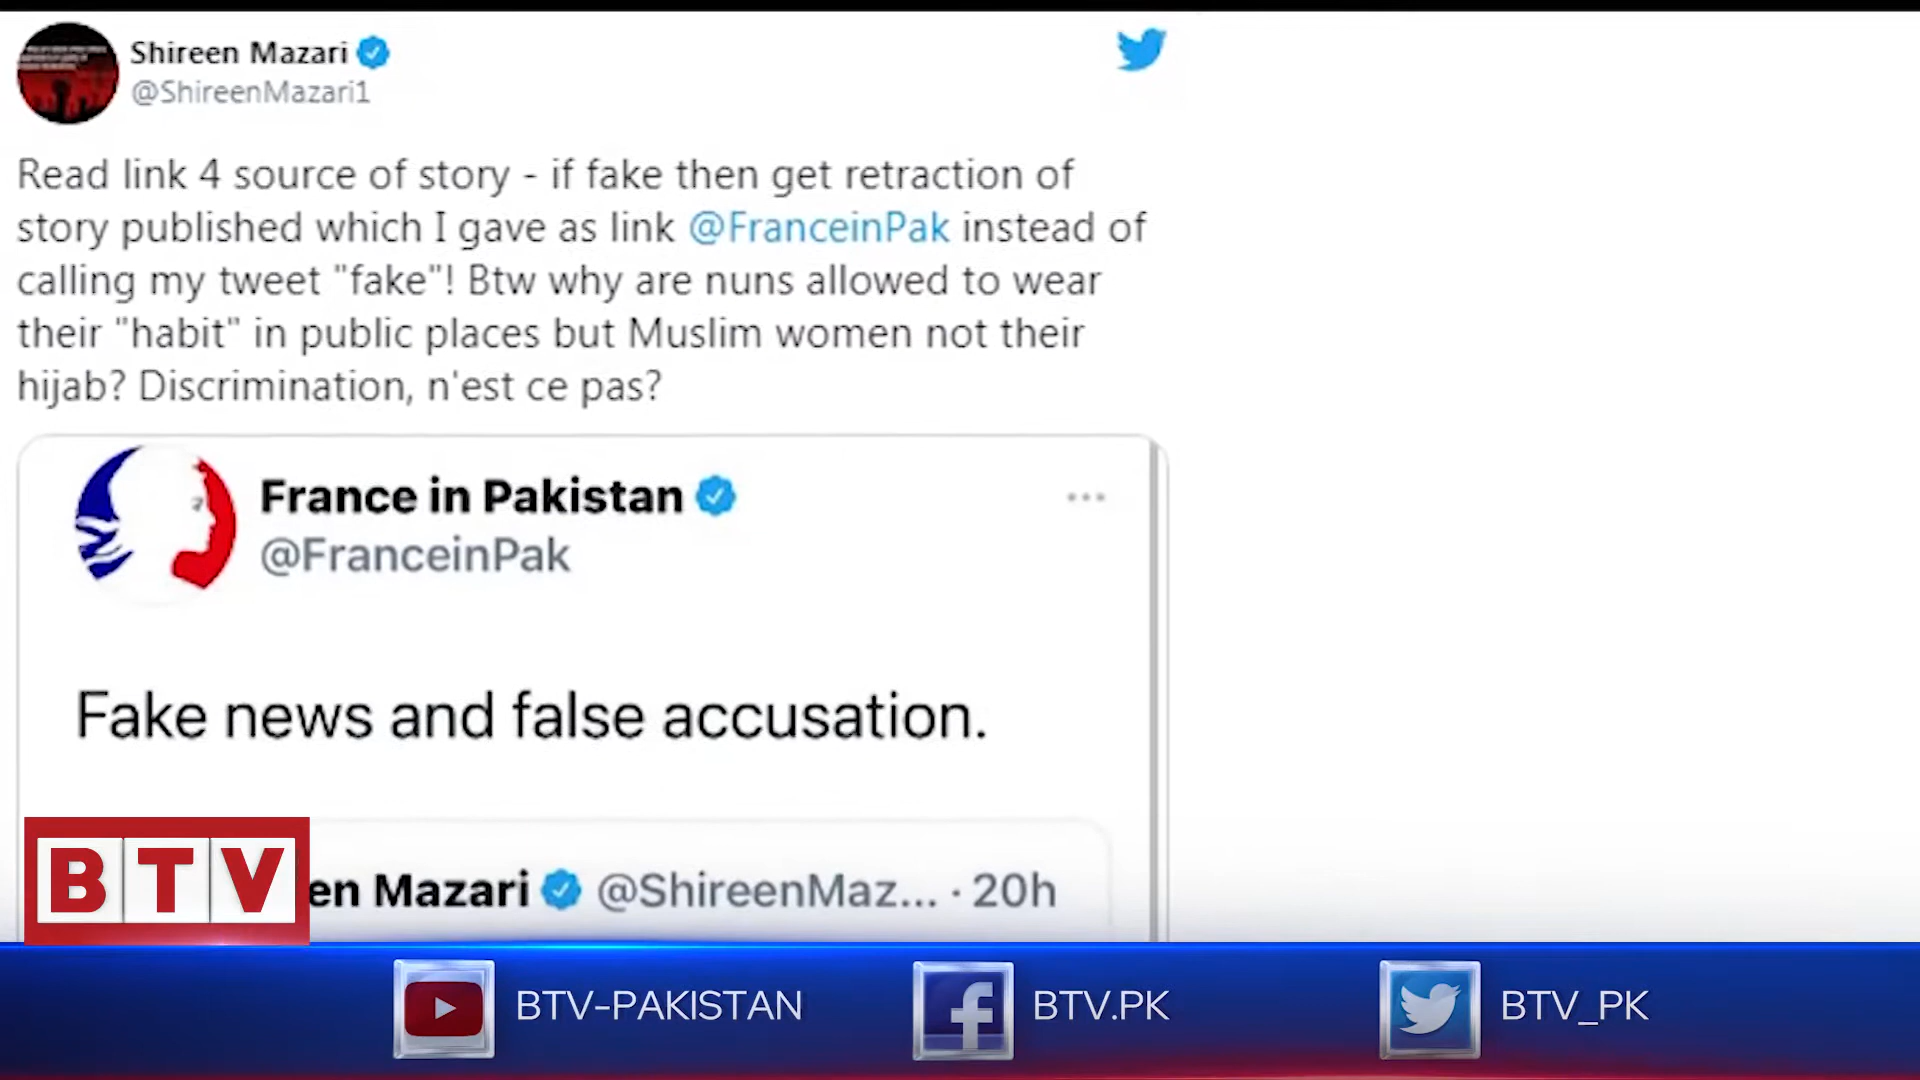 Shireen Mazari
@ShireenMazari1
Read link 4 source of story - if fake then get retraction of
story published which I gave as link @FranceinPak instead of
calling my tweet "fake"! Btw why are nuns allowed to wear
their "habit" in public places but Muslim women not their
hijab? Discrimination, n'est ce pas?
France in Pakistan
@FranceinPak
Fake news and false accusation.
en Mazari @ShireenMaz... · 20h
BTV
BTV-PAKISTAN
BTV.PK
BTV_PK